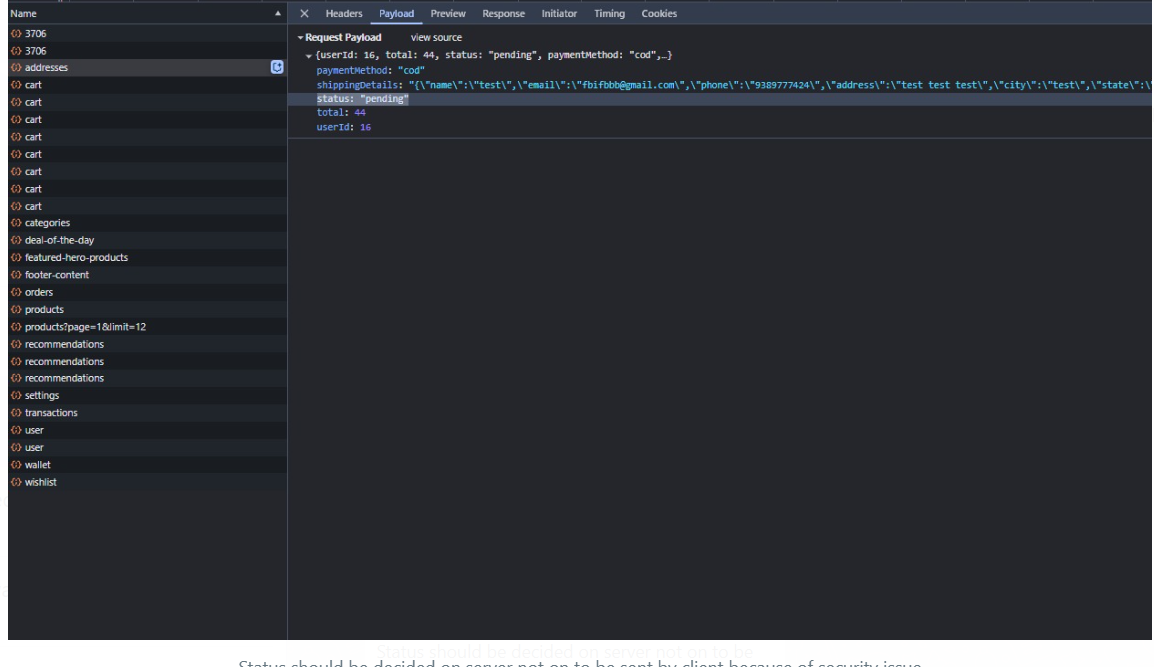 Name
Headers Payload Preview Response Initiator Timing Cookies
3706
3706
addresses
cart
cart
cart
cart
cart
cart
cart
cart
categories
deal-of-the-day
featured-hero-products
footer-content
orders
products
products?page=1&limit=12
recommendations
recommendations
recommendations
settings
transactions
user
user
wallet
wishlist
Request Payload view source
{userId: 16, total: 44, status: "pending", paymentMethod: "cod",…}
paymentMethod: "cod"
shippingDetails: "{\"name\":\"test\",\"email\":\"fbifbbb@gmail.com\",\"phone\":\"9389777424\",\"address\":\"test test test\",\"city\":\"test\",\"state\":\"
status: "pending"
total: 44
userId: 16
Status should be decided on server not on to be
Status should be decided on server not on to be sent by client because of security issue